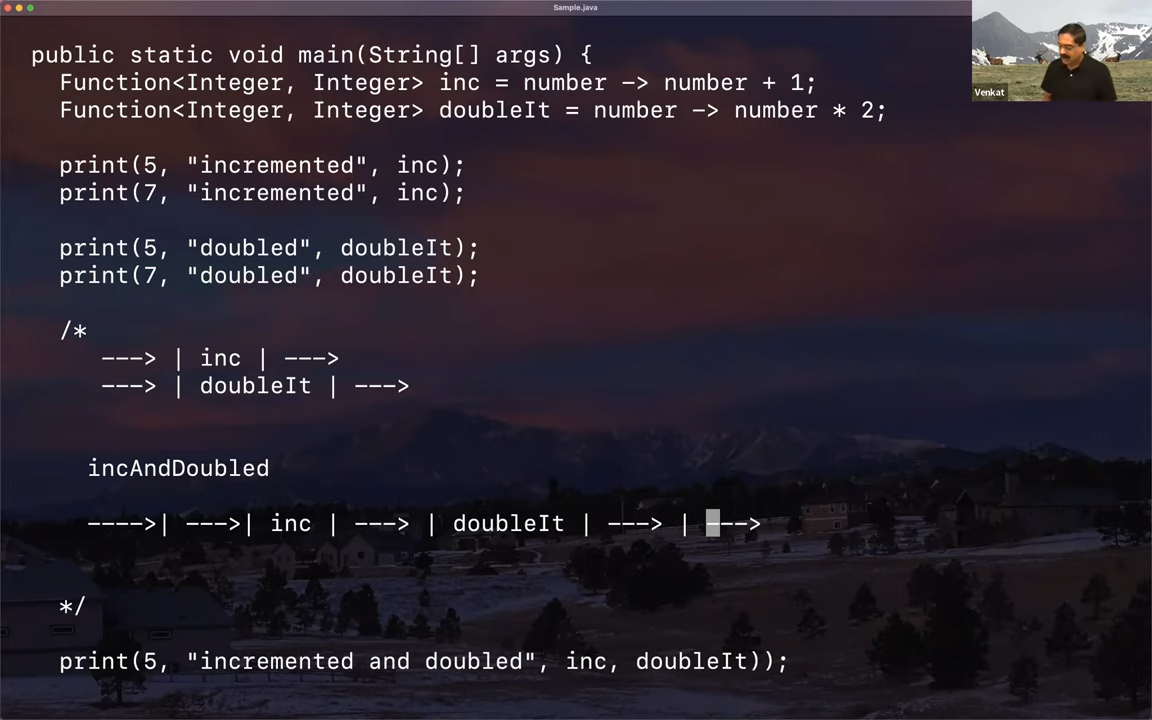 Sample.java
public static void main(String[] args) {
Function<Integer, Integer> inc = number -> number + 1;
Function<Integer, Integer> doubleIt = number -> number * 2;
Venkat
print(5, "incremented", inc);
print(7, "incremented", inc);
print(5, "doubled", doubleIt);
print(7, "doubled", doubleIt);
/*
---> | inc | --->
---> | doubleIt | --->
incAndDoubled
---->| --->| inc | ---> | doubleIt | ---> | --->
*/
print(5, "incremented and doubled", inc, doubleIt));